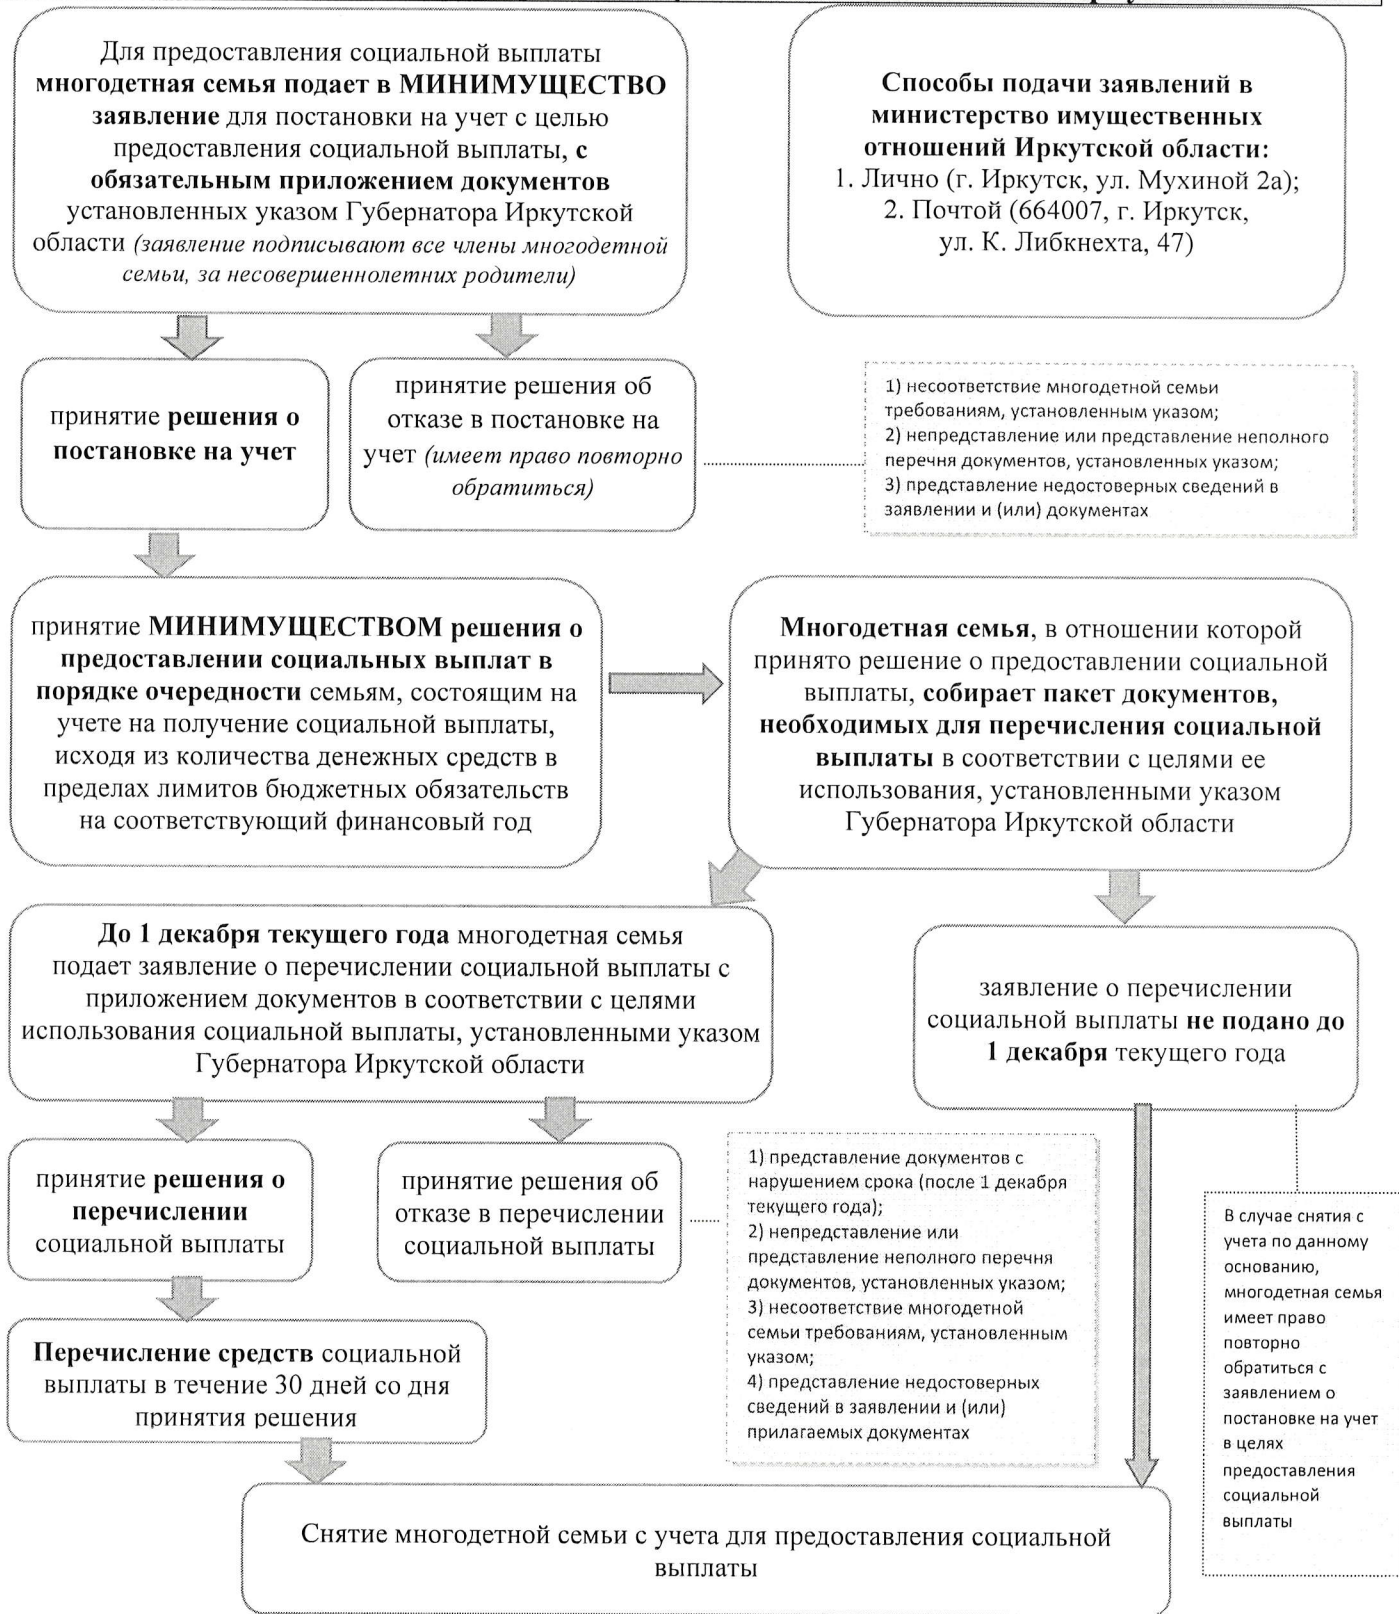 Для предоставления социальной выплаты
многодетная семья подает в МИНИМУЩЕСТВО
заявление для постановки на учет с целью
предоставления социальной выплаты, с
обязательным приложением документов
установленных указом Губернатора Иркутской
области (заявление подписывают все члены многодетной
семьи, за несовершеннолетних родители)
Способы подачи заявлений в
министерство имущественных
отношений Иркутской области:
1. Лично (г. Иркутск, ул. Мухиной 2а);
2. Почтой (664007, г. Иркутск,
ул. К. Либкнехта, 47)
принятие решения о
постановке на учет
принятие решения об
отказе в постановке на
учет (имеет право повторно
обратиться)
1) несоответствие многодетной семьи
требованиям, установленным указом;
2) непредставление или представление неполного
перечня документов, установленных указом;
3) представление недостоверных сведений в
заявлении и (или) документах
принятие МИНИМУЩЕСТВОМ решения о
предоставлении социальных выплат в
порядке очередности семьям, состоящим на
учете на получение социальной выплаты,
исходя из количества денежных средств в
пределах лимитов бюджетных обязательств
на соответствующий финансовый год
Многодетная семья, в отношении которой
принято решение о предоставлении социальной
выплаты, собирает пакет документов,
необходимых для перечисления социальной
выплаты в соответствии с целями ее
использования, установленными указом
Губернатора Иркутской области
До 1 декабря текущего года многодетная семья
подает заявление о перечислении социальной выплаты с
приложением документов в соответствии с целями
использования социальной выплаты, установленными указом
Губернатора Иркутской области
заявление о перечислении
социальной выплаты не подано до
1 декабря текущего года
принятие решения о
перечислении
социальной выплаты
принятие решения об
отказе в перечислении
социальной выплаты
1) представление документов с
нарушением срока (после 1 декабря
текущего года);
2) непредставление или
представление неполного перечня
документов, установленных указом;
3) несоответствие многодетной
семьи требованиям, установленным
указом;
4) представление недостоверных
сведений в заявлении и (или)
прилагаемых документах
В случае снятия с
учета по данному
основанию,
многодетная семья
имеет право
повторно
обратиться с
заявлением о
постановке на учет
в целях
предоставления
социальной
выплаты
Перечисление средств социальной
выплаты в течение 30 дней со дня
принятия решения
Снятие многодетной семьи с учета для предоставления социальной
выплаты